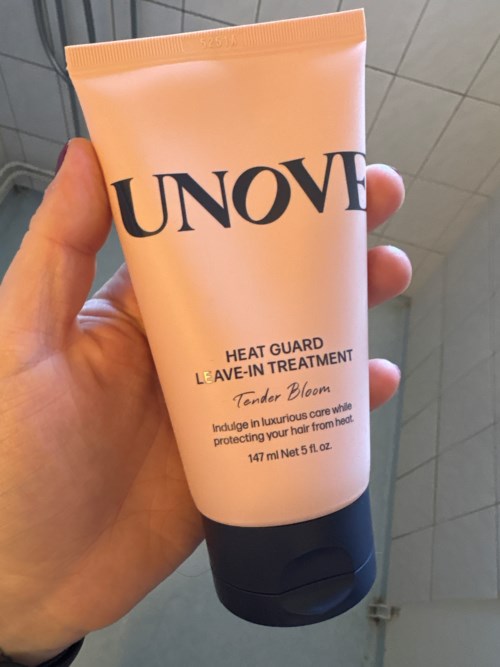 UNOVE
HEAT GUARD
LEAVE-IN TREATMENT
Tender Bloom
Indulge in luxurious care while
protecting your hair from heat.
147 ml Net 5 fl. oz.